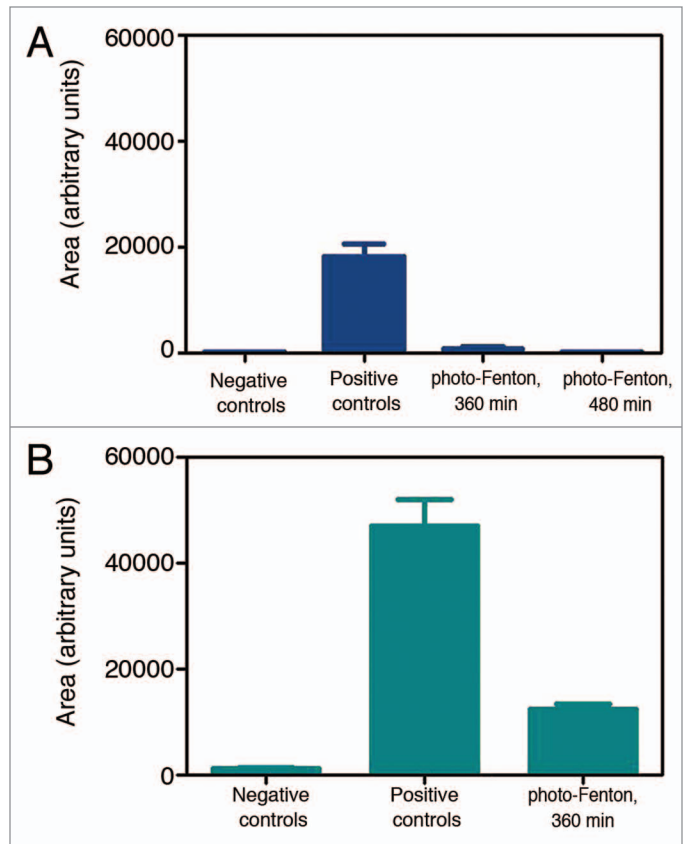 A
Area (arbitrary units)
60000
40000
20000
0
Negative
controls
Positive
controls
photo-Fenton,
360 min
photo-Fenton,
480 min
B
Area (arbitrary units)
60000
40000
20000
0
Negative
controls
Positive
controls
photo-Fenton,
360 min